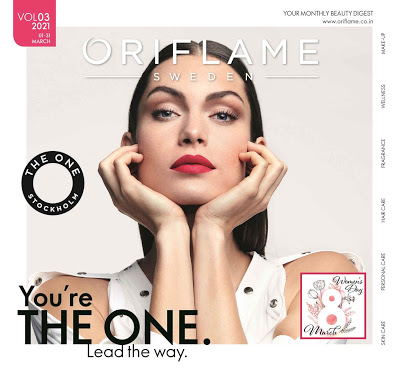 VOL03
2021
01-31
MARCH
YOUR MONTHLY BEAUTY DIGEST
www.oriflame.co.in
ORIFLAME
SWEDEN
MAKE-UP
WELLNESS
FRAGRANCE
HAIR CARE
PERSONAL CARE
SKIN CARE
THE ONE
STOCKHOLM
You're
THE ONE.
Lead the way.
Women's
Day
8
March